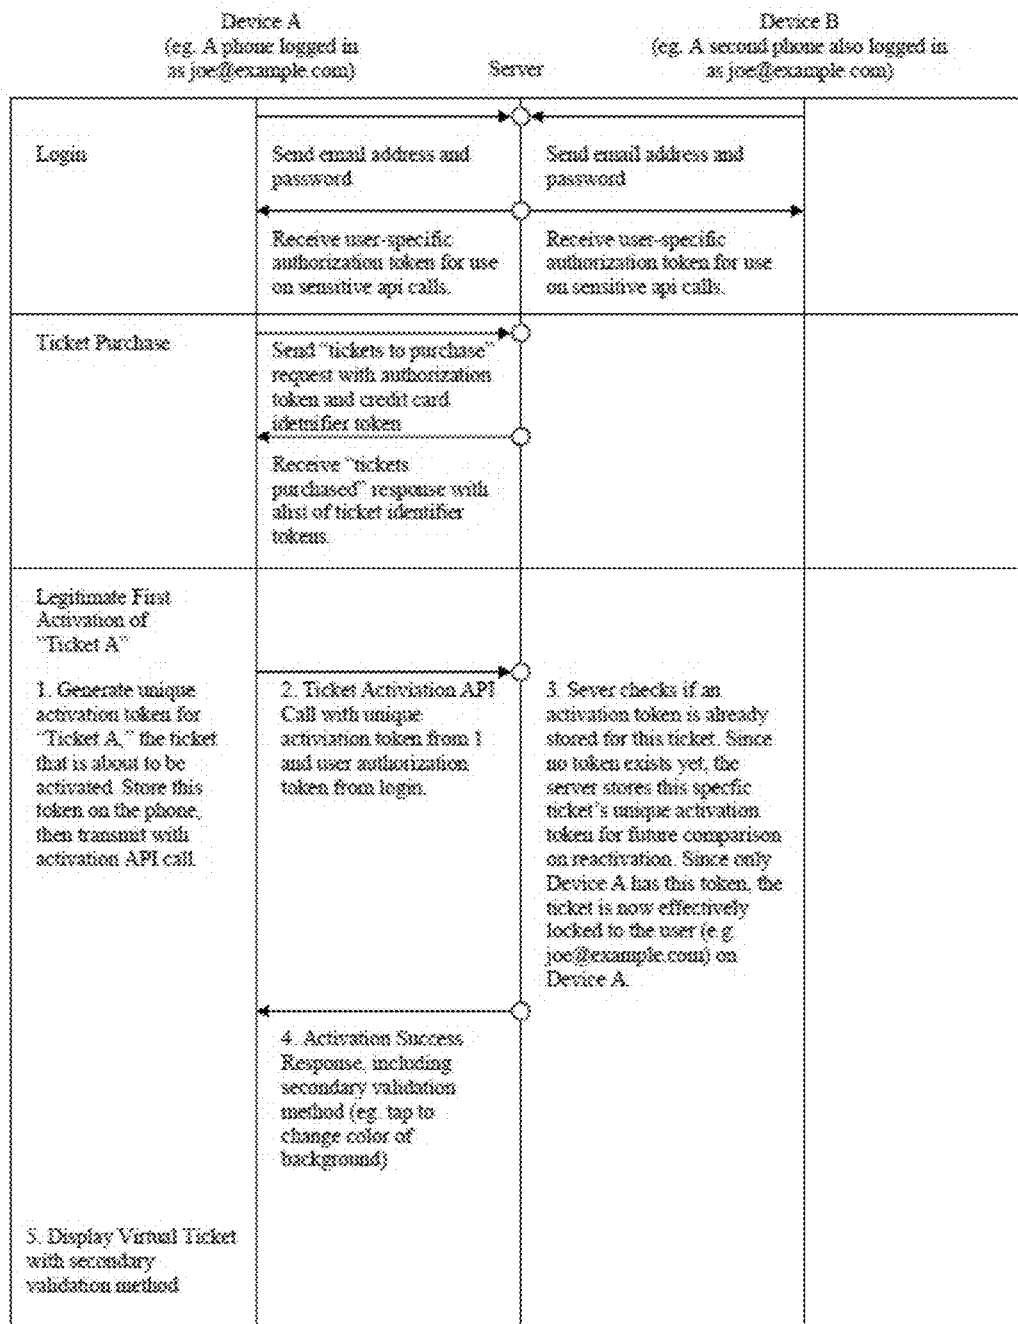 Device A
(eg. A phone logged in
as joe@example.com)
Server
Device B
(eg. A second phone also logged in
as joe@example.com)
Login
Send email address and
password
Send email address and
password
Receive user-specific
authorization token for use
on sensitive api calls.
Receive user-specific
authorization token for use
on sensitive api calls.
Ticket Purchase
Send "tickets to purchase"
request with authorization
token and credit card
idetnifier token
Receive "tickets
purchased" response with
alist of ticket identifier
tokens.
Legitimate First
Activation of
"Ticket A"
1. Generate unique
activation token for
"Ticket A," the ticket
that is about to be
activated. Store this
token on the phone,
then transmit with
activation API call
2. Ticket Activiation API
Call with unique
activiation token from 1
and user authorization
token from login.
3. Sever checks if an
activation token is already
stored for this ticket. Since
no token exists yet, the
server stores this specfic
ticket's unique activation
token for future comparison
on reactivation. Since only
Device A has this token, the
ticket is now effectively
locked to the user (e.g.
joe@example.com) on
Device A.
4. Activation Success
Response, including
secondary validation
method (eg. tap to
change color of
background)
5. Display Virtual Ticket
with secondary
validation method